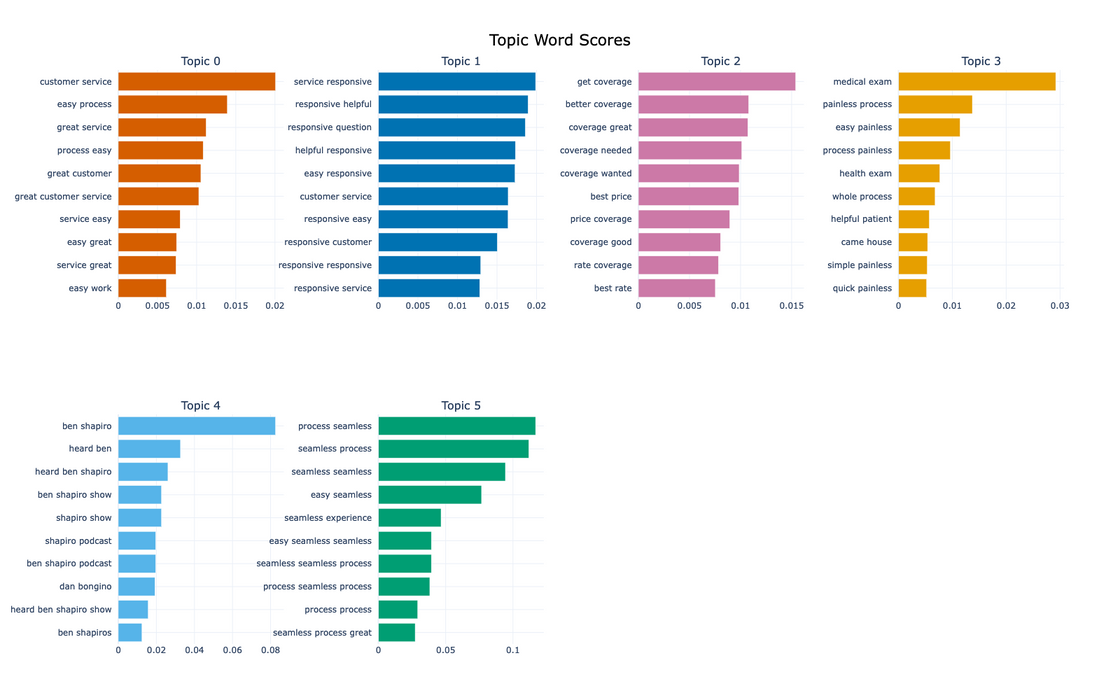 Topic Word Scores
Topic 0
customer service
easy process
great service
process easy
great customer
great customer service
service easy
easy great
service great
easy work
0 0.005 0.01 0.015 0.02
Topic 1
service responsive
responsive helpful
responsive question
helpful responsive
easy responsive
customer service
responsive easy
responsive customer
responsive responsive
responsive service
0 0.005 0.01 0.015 0.02
Topic 2
get coverage
better coverage
coverage great
coverage needed
coverage wanted
best price
price coverage
coverage good
rate coverage
best rate
0 0.005 0.01 0.015
Topic 3
medical exam
painless process
easy painless
process painless
health exam
whole process
helpful patient
came house
simple painless
quick painless
0 0.01 0.02 0.03
Topic 4
ben shapiro
heard ben
heard ben shapiro
ben shapiro show
shapiro show
shapiro podcast
ben shapiro podcast
dan bongino
heard ben shapiro show
ben shapiros
0 0.02 0.04 0.06 0.08
Topic 5
process seamless
seamless process
seamless seamless
easy seamless
seamless experience
easy seamless seamless
seamless seamless process
process seamless process
process process
seamless process great
0 0.05 0.1